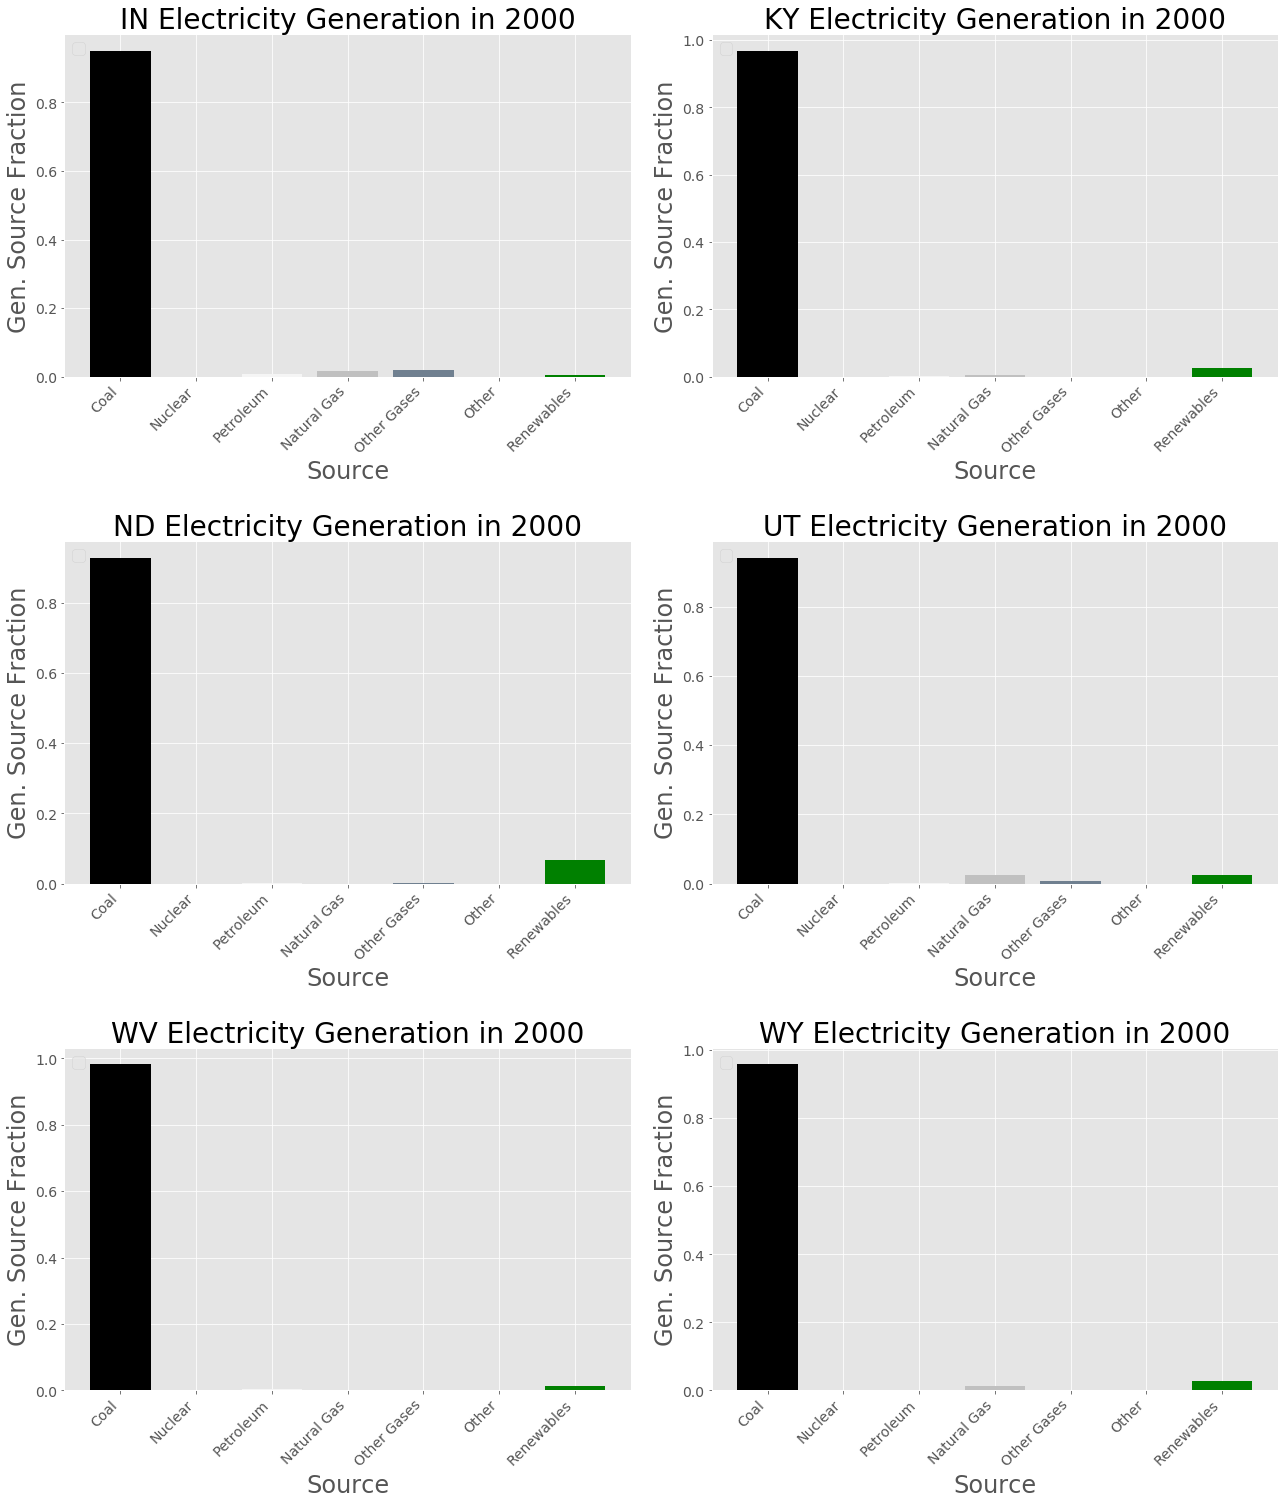 IN Electricity Generation in 2000
Gen. Source Fraction
0.8
0.6
0.4
0.2
0.0
Coal
Nuclear
Petroleum
Natural Gas
Other Gases
Other
Renewables
Source
KY Electricity Generation in 2000
Gen. Source Fraction
1.0
0.8
0.6
0.4
0.2
0.0
Coal
Nuclear
Petroleum
Natural Gas
Other Gases
Other
Renewables
Source
ND Electricity Generation in 2000
Gen. Source Fraction
0.8
0.6
0.4
0.2
0.0
Coal
Nuclear
Petroleum
Natural Gas
Other Gases
Other
Renewables
Source
UT Electricity Generation in 2000
Gen. Source Fraction
0.8
0.6
0.4
0.2
0.0
Coal
Nuclear
Petroleum
Natural Gas
Other Gases
Other
Renewables
Source
WV Electricity Generation in 2000
Gen. Source Fraction
1.0
0.8
0.6
0.4
0.2
0.0
Coal
Nuclear
Petroleum
Natural Gas
Other Gases
Other
Renewables
Source
WY Electricity Generation in 2000
Gen. Source Fraction
1.0
0.8
0.6
0.4
0.2
0.0
Coal
Nuclear
Petroleum
Natural Gas
Other Gases
Other
Renewables
Source